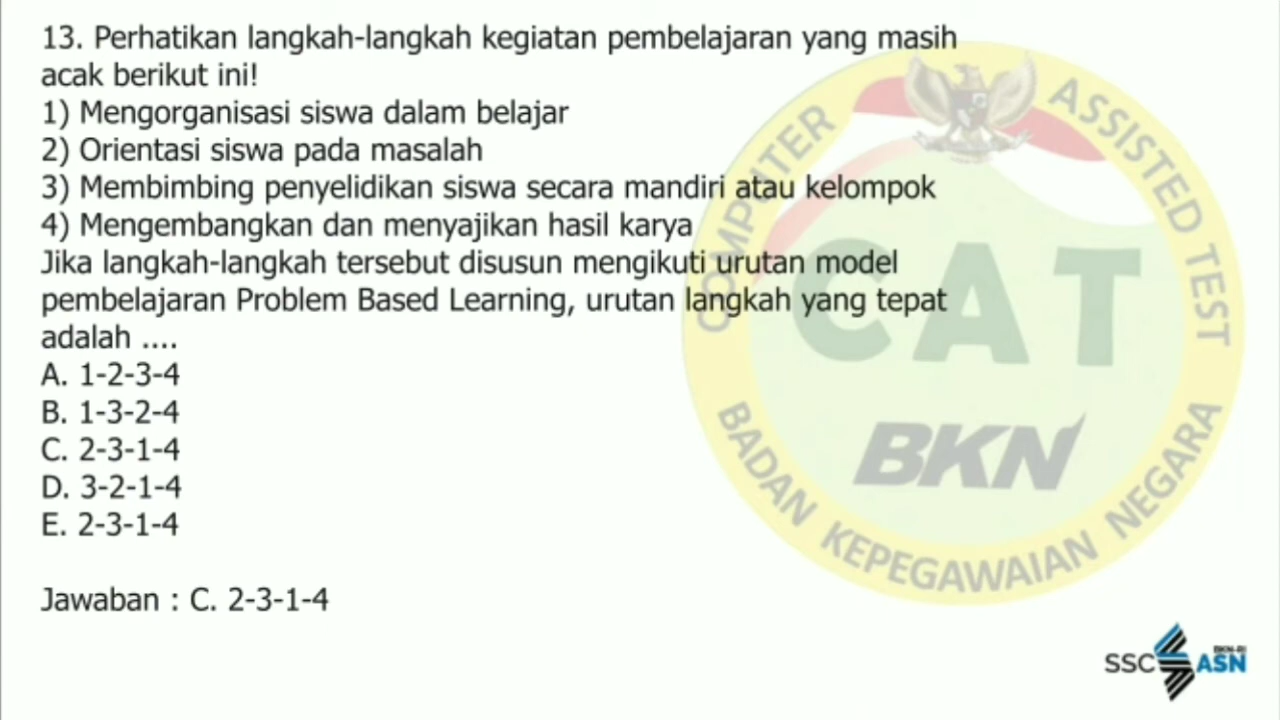 13. Perhatikan langkah-langkah kegiatan pembelajaran yang masih
acak berikut ini!
1) Mengorganisasi siswa dalam belajar
2) Orientasi siswa pada masalah
3) Membimbing penyelidikan siswa secara mandiri atau kelompok
4) Mengembangkan dan menyajikan hasil karya
Jika langkah-langkah tersebut disusun mengikuti urutan model
pembelajaran Problem Based Learning, urutan langkah yang tepat
adalah ....
A. 1-2-3-4
B. 1-3-2-4
C. 2-3-1-4
D. 3-2-1-4
E. 2-3-1-4
Jawaban : C. 2-3-1-4
COMPUTER ASSISTED TEST
CAT
BKN
BADAN KEPEGAWAIAN NEGARA
SSC ASN
BKN-RI